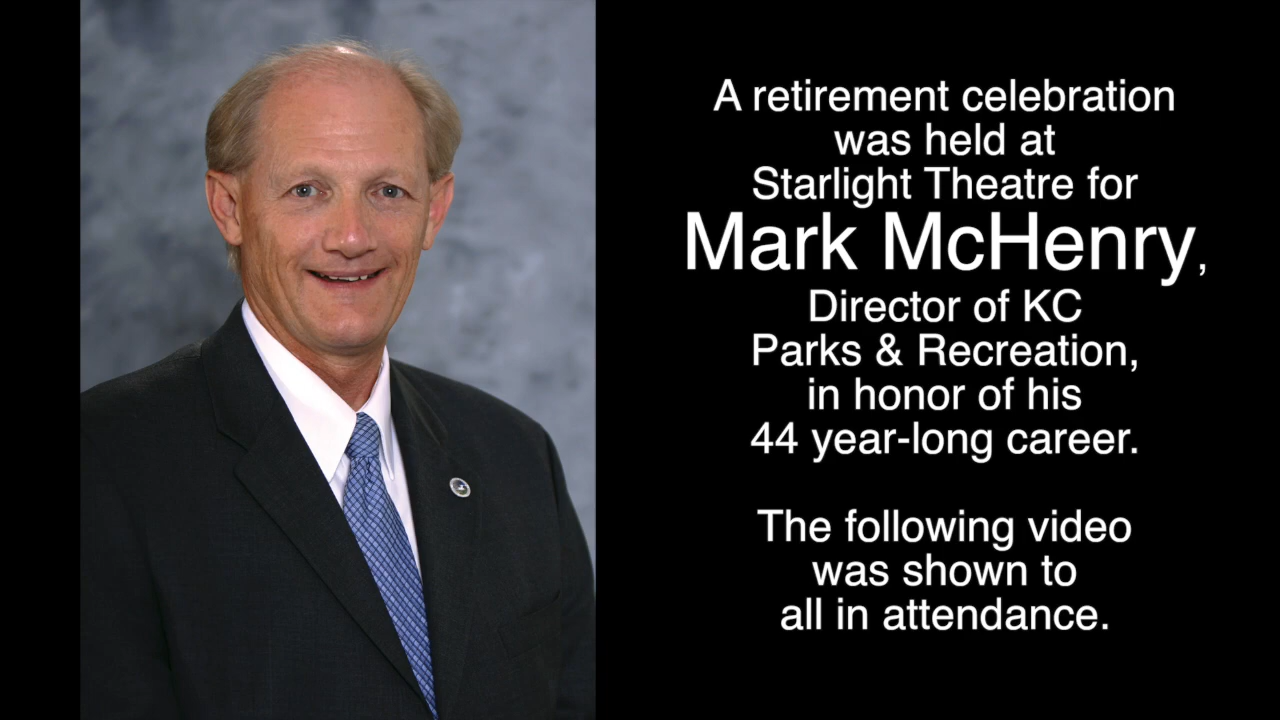 A retirement celebration
was held at
Starlight Theatre for
Mark McHenry,
Director of KC
Parks & Recreation,
in honor of his
44 year-long career.
The following video
was shown to
all in attendance.